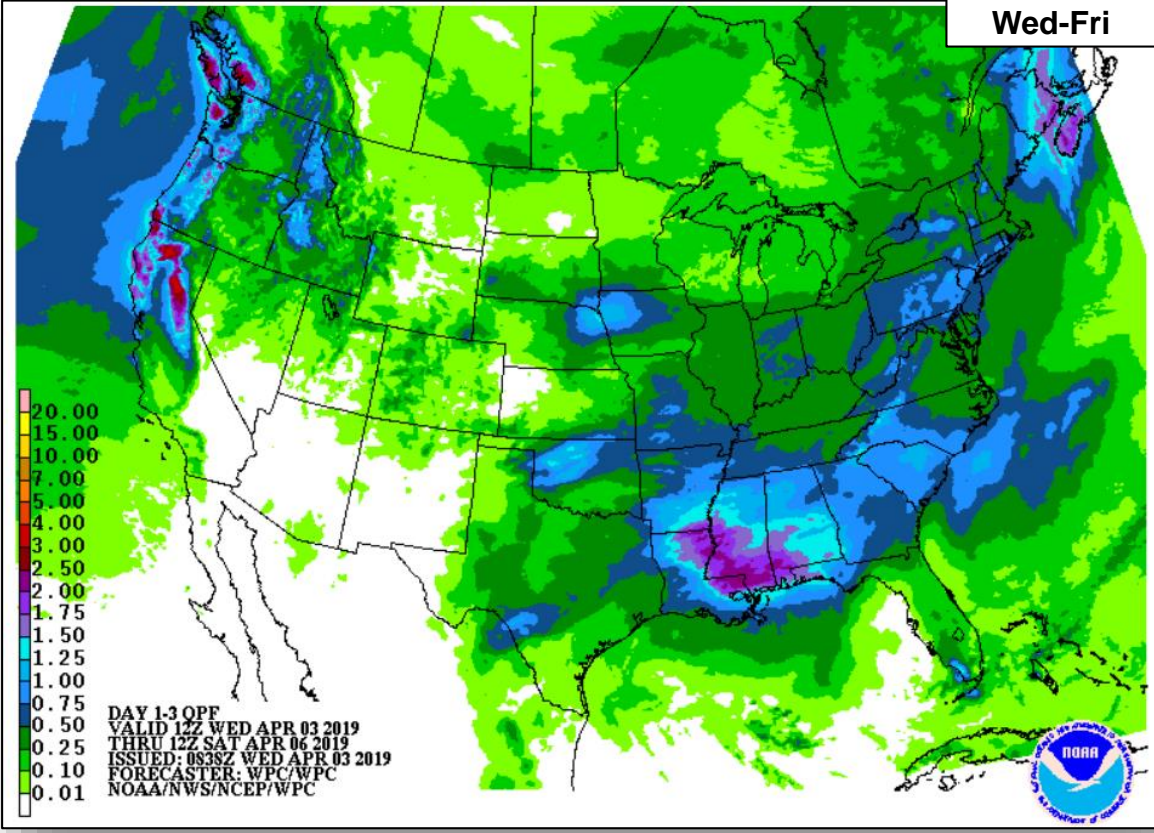 Wed-Fri
20.00
15.00
10.00
7.00
5.00
4.00
3.00
2.50
2.00
1.75
1.50
1.25
1.00
0.75
0.50
0.25
0.10
0.01
DAY 1-3 QPF
VALID 12Z WED APR 03 2019
THRU 12Z SAT APR 06 2019
ISSUED: 0838Z WED APR 03 2019
FORECASTER: WPC/WPC
NOAA/NWS/NCEP/WPC
NOAA